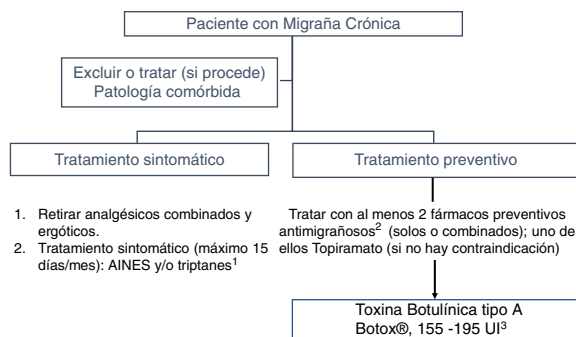 Paciente con Migraña Crónica
Excluir o tratar (si procede)
Patología comórbida
Tratamiento sintomático
Tratamiento preventivo
1. Retirar analgésicos combinados y
ergóticos.
2. Tratamiento sintomático (máximo 15
días/mes): AINES y/o triptanes¹
Tratar con al menos 2 fármacos preventivos
antimigrañosos² (solos o combinados); uno de
ellos Topiramato (si no hay contraindicación)
Toxina Botulínica tipo A
Botox®, 155 -195 UI³